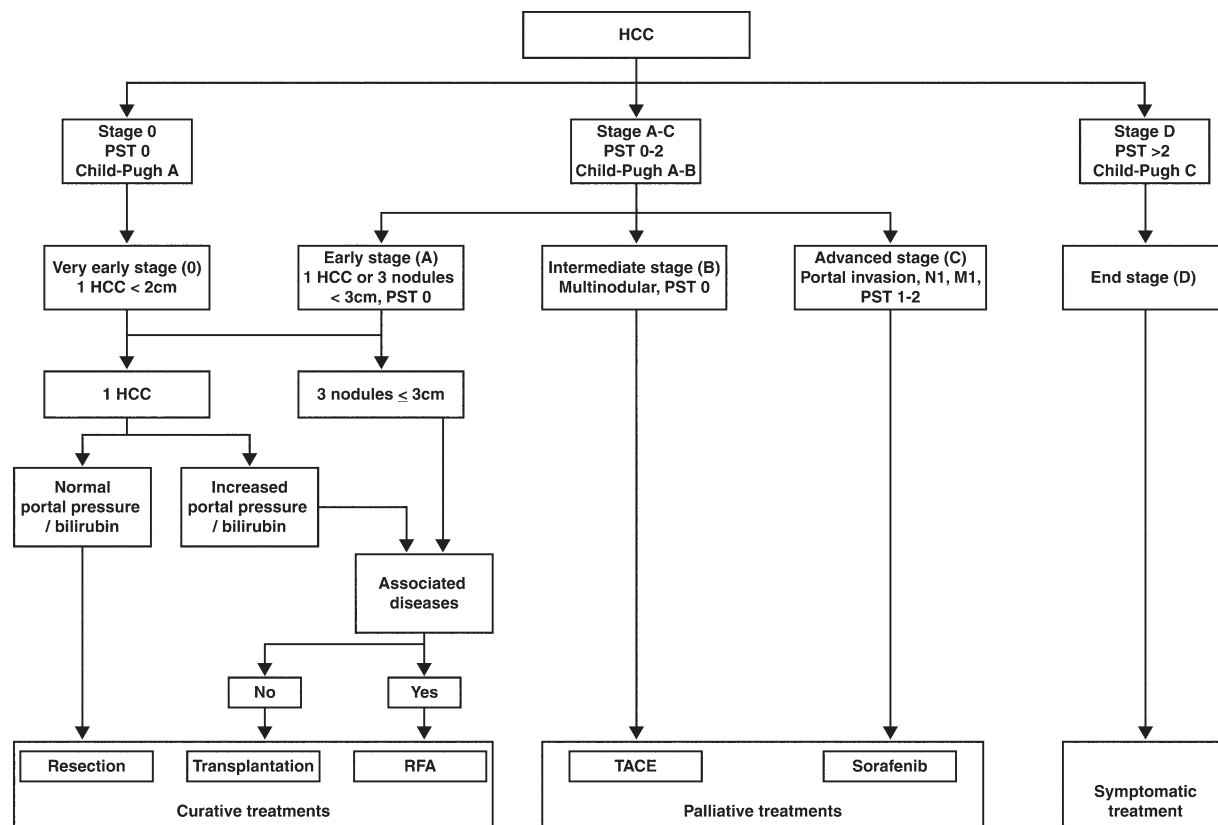 HCC
Stage 0
PST 0
Child-Pugh A
Stage A-C
PST 0-2
Child-Pugh A-B
Stage D
PST >2
Child-Pugh C
Very early stage (0)
1 HCC < 2cm
Early stage (A)
1 HCC or 3 nodules
< 3cm, PST 0
Intermediate stage (B)
Multinodular, PST 0
Advanced stage (C)
Portal invasion, N1, M1,
PST 1-2
End stage (D)
1 HCC
3 nodules ≤ 3cm
Normal
portal pressure
/ bilirubin
Increased
portal pressure
/ bilirubin
Associated
diseases
No
Yes
Resection
Transplantation
RFA
Curative treatments
TACE
Sorafenib
Palliative treatments
Symptomatic
treatment